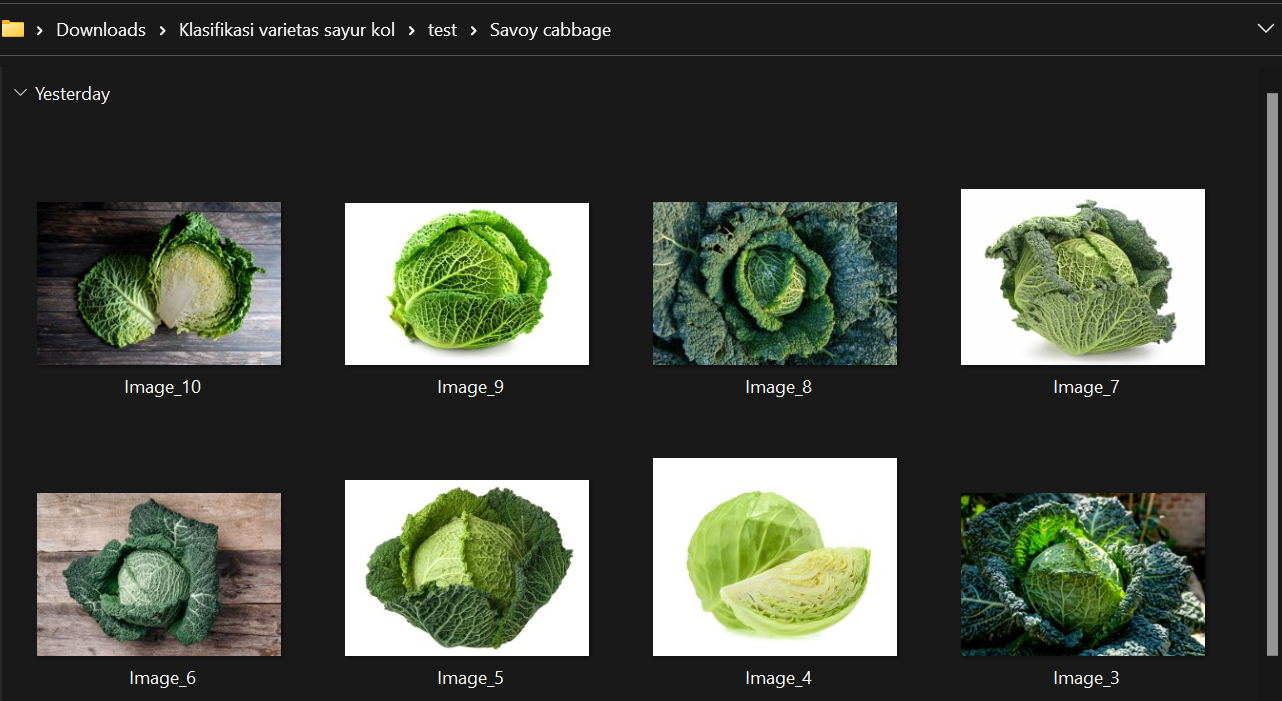 Downloads > Klasifikasi varietas sayur kol > test > Savoy cabbage
Yesterday
Image_10 Image_9 Image_8 Image_7
Image_6 Image_5 Image_4 Image_3